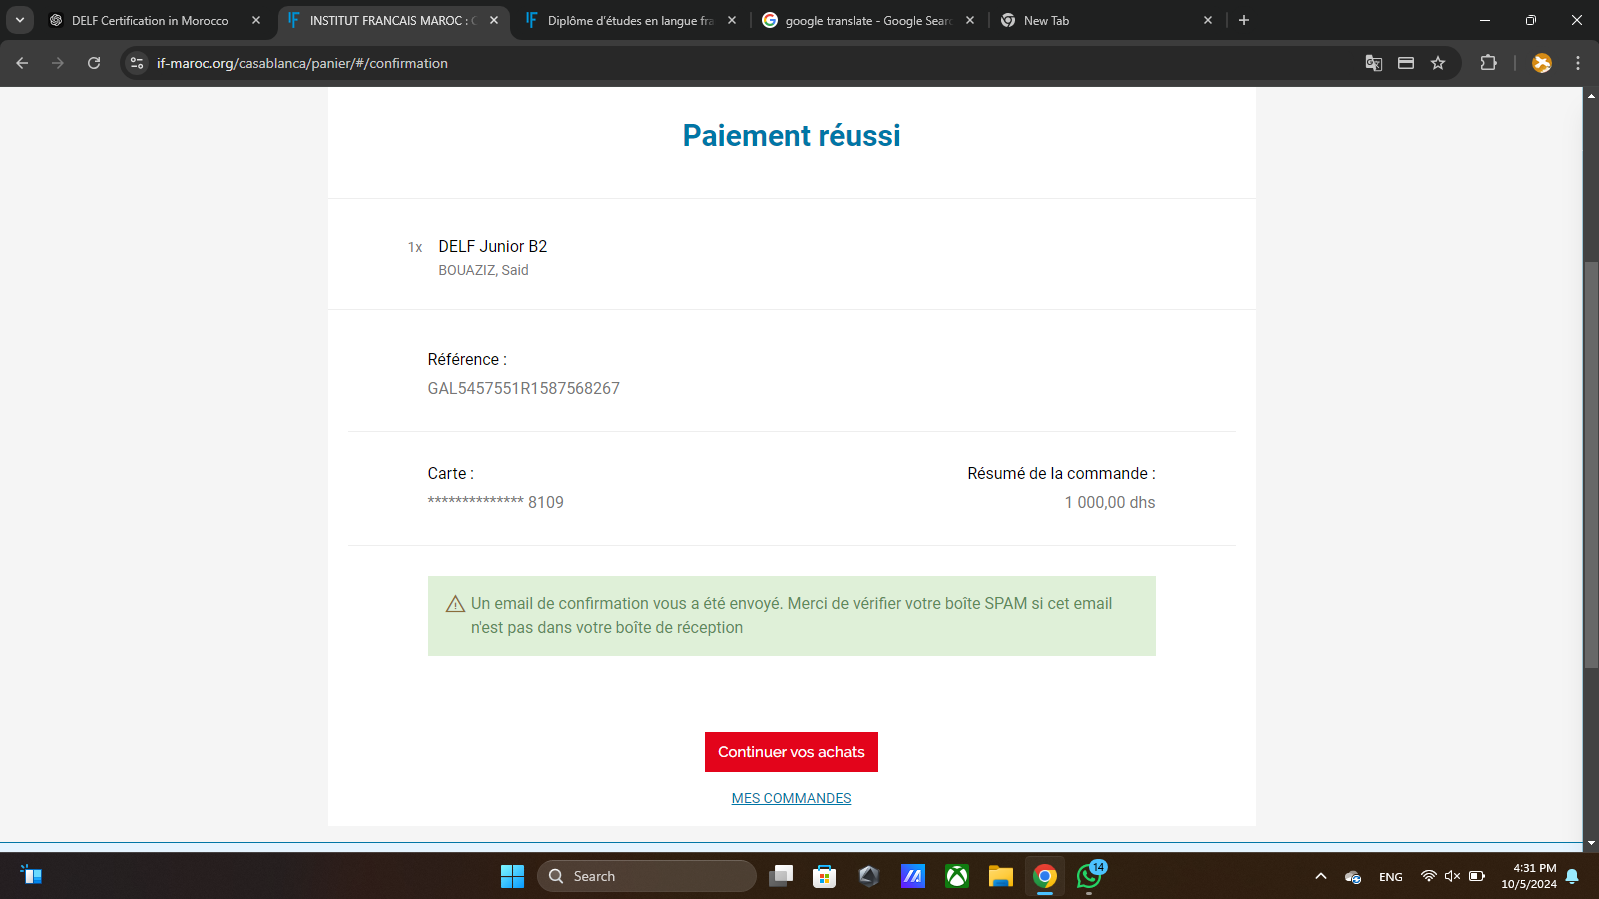 DELF Certification in Morocco
INSTITUT FRANCAIS MAROC : C
Diplôme d'études en langue fra
google translate - Google Searc
New Tab
if-maroc.org/casablanca/panier/#/confirmation
Paiement réussi
1x DELF Junior B2
BOUAZIZ, Said
Référence :
GAL5457551R1587568267
Carte :
Résumé de la commande :
************** 8109
1 000,00 dhs
Un email de confirmation vous a été envoyé. Merci de vérifier votre boîte SPAM si cet email
n'est pas dans votre boîte de réception
Continuer vos achats
MES COMMANDES
Search
14
ENG
4:31 PM
10/5/2024